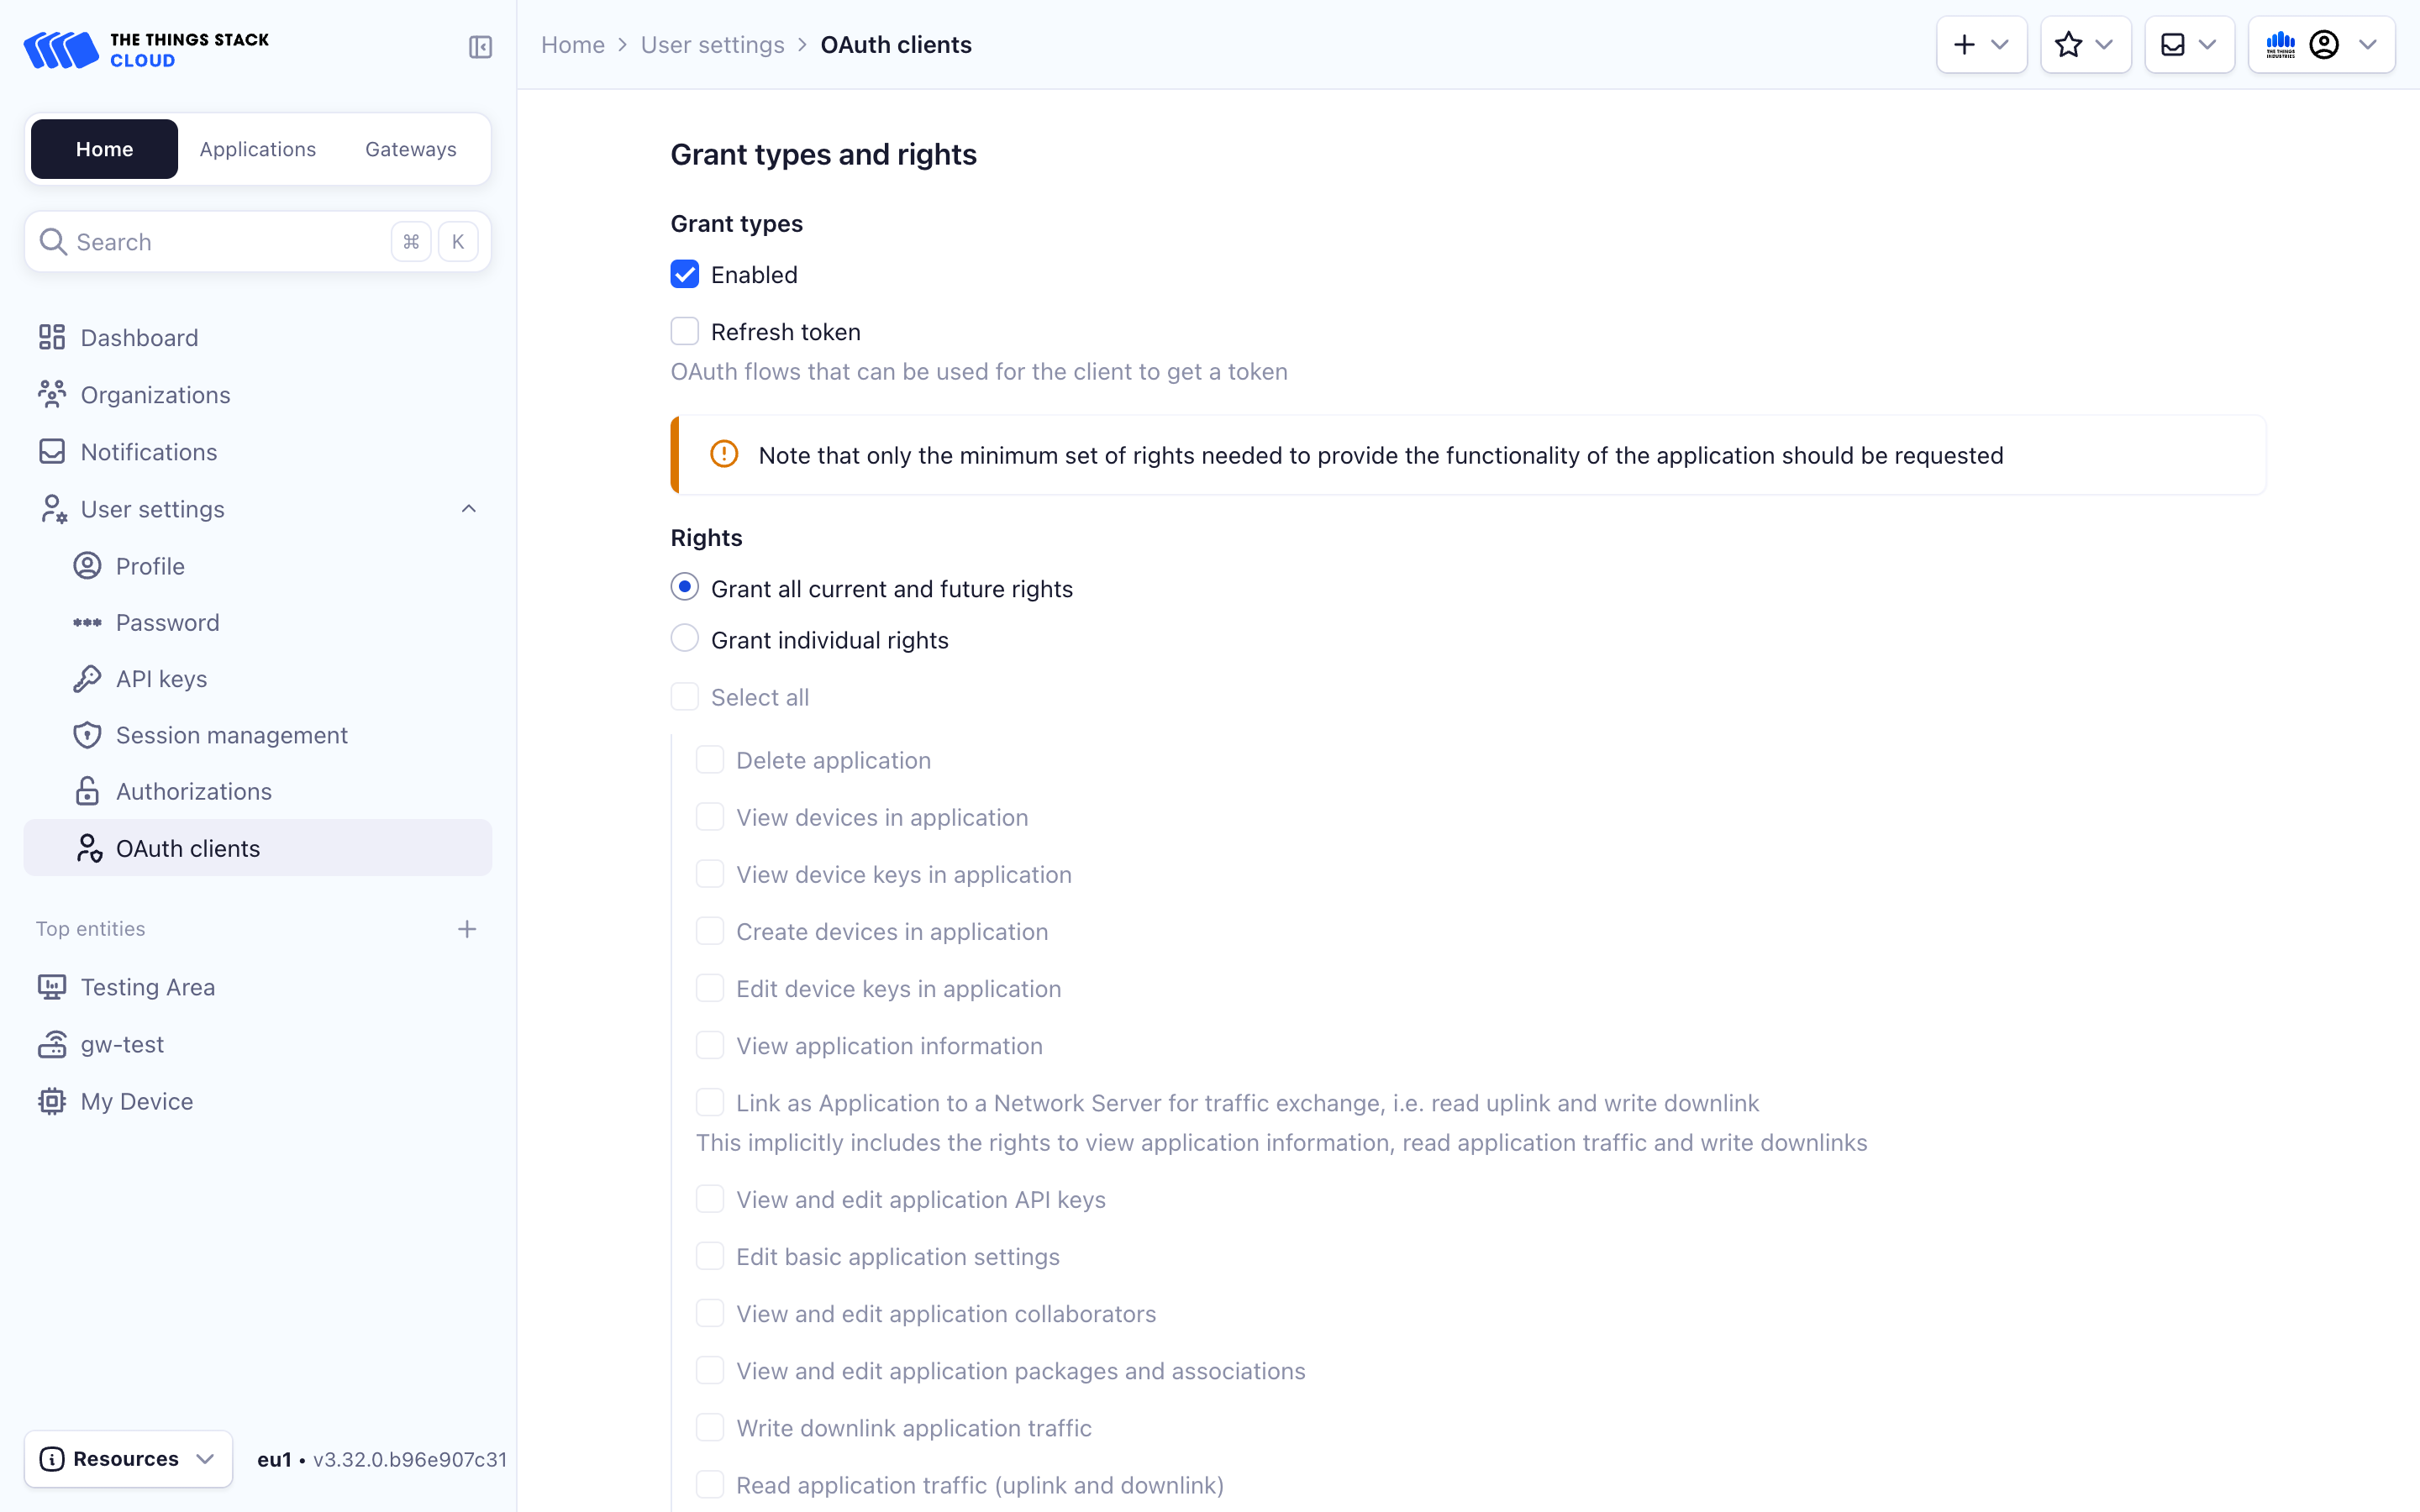 THE THINGS STACK
CLOUD
Home > User settings > OAuth clients
THE THINGS
INDUSTRIES
Home
Applications
Gateways
Search
⌘ K
Dashboard
Organizations
Notifications
User settings
Profile
Password
API keys
Session management
Authorizations
OAuth clients
Top entities
Testing Area
gw-test
My Device
Resources
eu1 • v3.32.0.b96e907c31
Grant types and rights
Grant types
Enabled
Refresh token
OAuth flows that can be used for the client to get a token
Note that only the minimum set of rights needed to provide the functionality of the application should be requested
Rights
Grant all current and future rights
Grant individual rights
Select all
Delete application
View devices in application
View device keys in application
Create devices in application
Edit device keys in application
View application information
Link as Application to a Network Server for traffic exchange, i.e. read uplink and write downlink
This implicitly includes the rights to view application information, read application traffic and write downlinks
View and edit application API keys
Edit basic application settings
View and edit application collaborators
View and edit application packages and associations
Write downlink application traffic
Read application traffic (uplink and downlink)